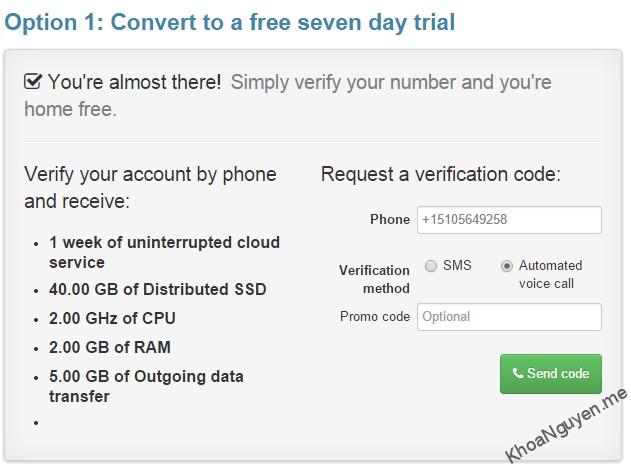 Option 1: Convert to a free seven day trial
You're almost there! Simply verify your number and you're
home free.
Verify your account by phone
and receive:
1 week of uninterrupted cloud
service
40.00 GB of Distributed SSD
2.00 GHz of CPU
2.00 GB of RAM
5.00 GB of Outgoing data
transfer
Request a verification code:
Phone +15105649258
Verification
method
SMS
Automated
voice call
Promo code Optional
Send code
KhoaNguyen.me